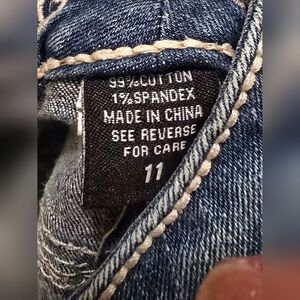 99%COTTON
1%SPANDEX
MADE IN CHINA
SEE REVERSE
FOR CARE
11